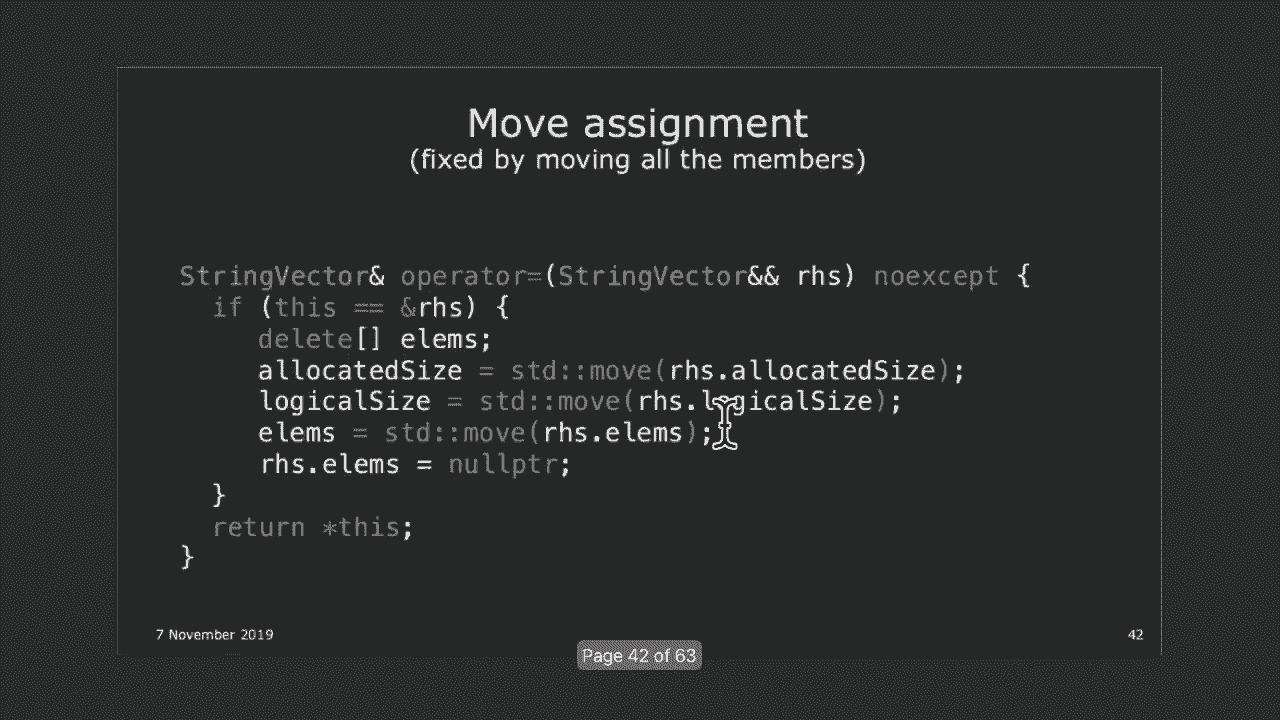 Move assignment
(fixed by moving all the members)
StringVector& operator=(StringVector&& rhs) noexcept {
if (this == &rhs) {
delete[] elems;
allocatedSize = std::move(rhs.allocatedSize);
logicalSize = std::move(rhs.logicalSize);
elems = std::move(rhs.elems);
rhs.elems = nullptr;
}
return *this;
}
7 November 2019
42
Page 42 of 63